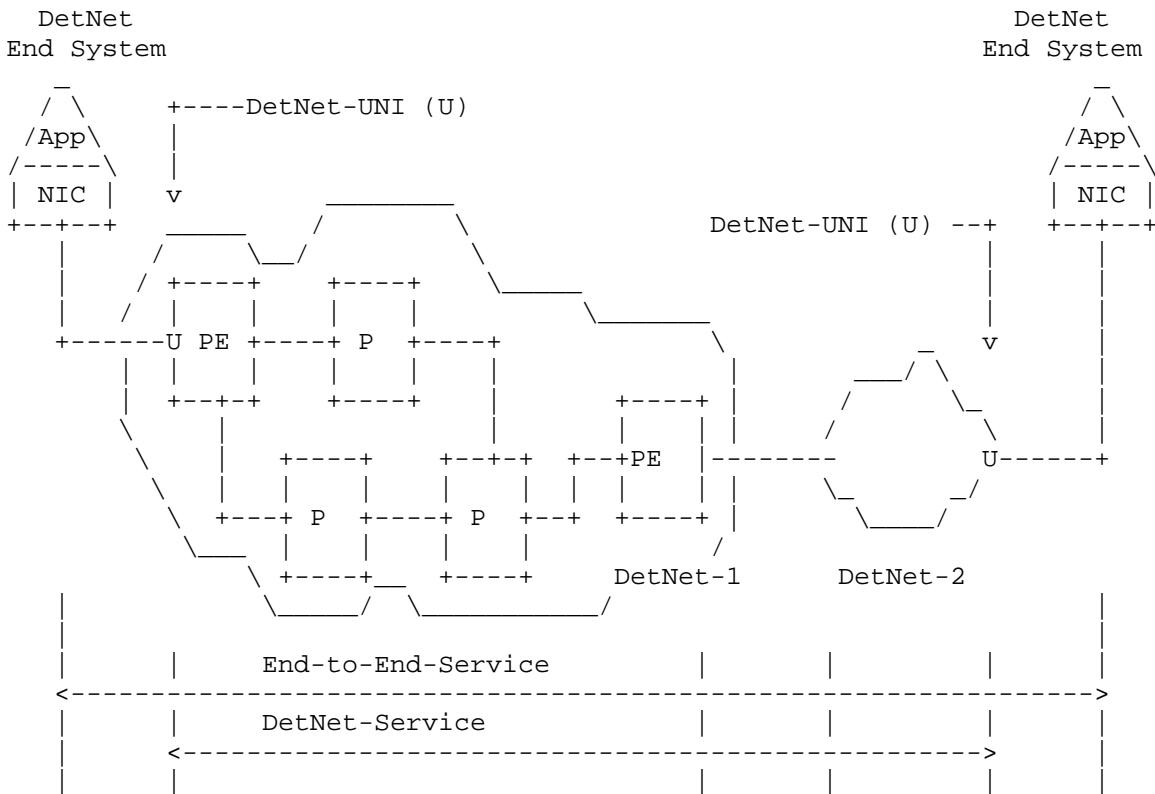 DetNet DetNet
End System End System
+----DetNet-UNI (U)
App App
NIC v NIC
DetNet-UNI (U) --+
U PE P v
PE U
P P
DetNet-1 DetNet-2
End-to-End-Service
DetNet-Service